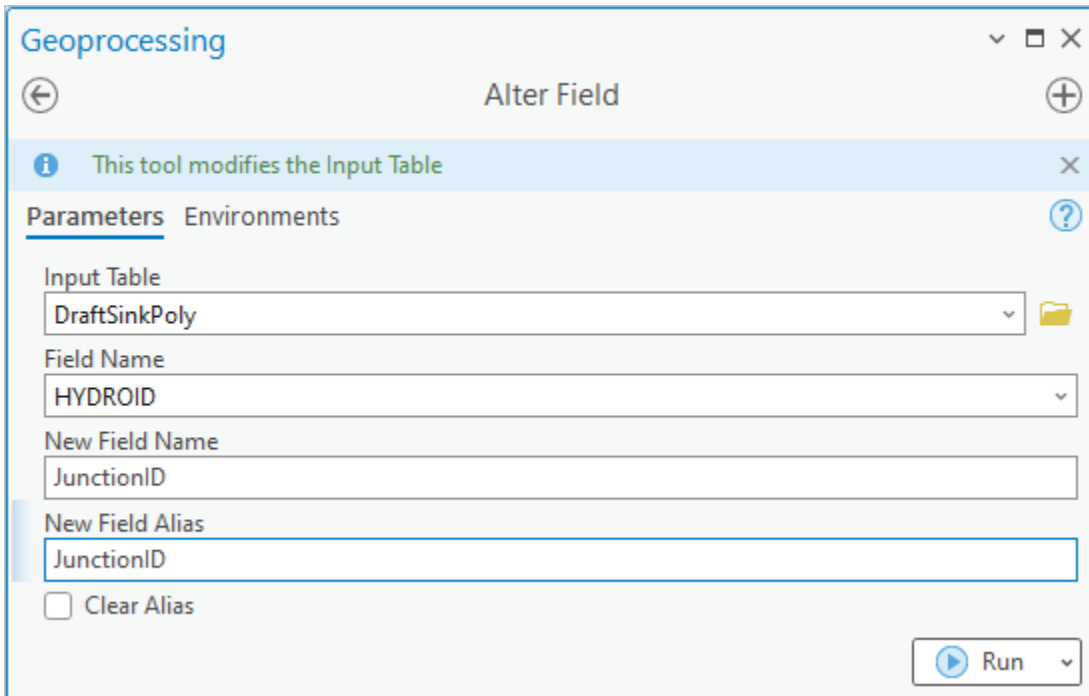 Geoprocessing
Alter Field
This tool modifies the Input Table
Parameters Environments
Input Table
DraftSinkPoly
Field Name
HYDROID
New Field Name
JunctionID
New Field Alias
JunctionID
Clear Alias
Run